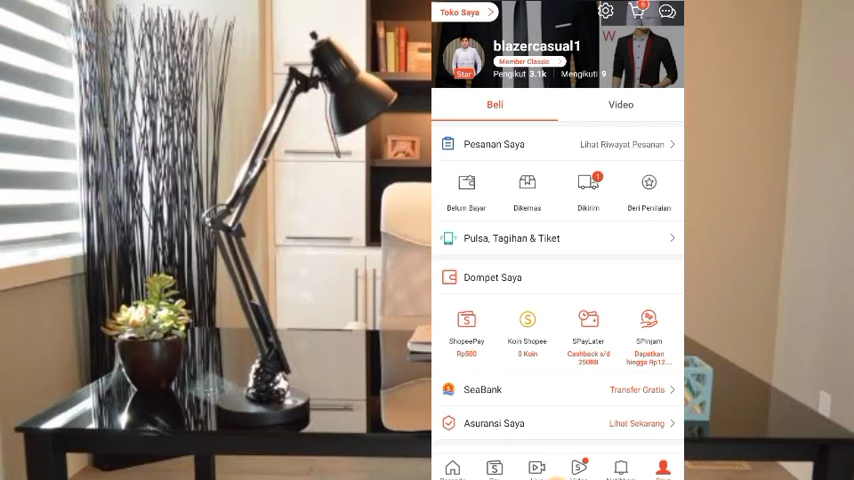 Toko Saya
6
W
blazercasual1
Star
Member Classic
Pengikut 3.1k
Mengikuti 9
Beli
Video
Pesanan Saya
Lihat Riwayat Pesanan
1
Belum Bayar
Dikemas
Dikirim
Beri Penilaian
Pulsa, Tagihan & Tiket
Dompet Saya
ShopeePay
Koin Shopee
SPayLater
SPinjam
Rp500
0 Koin
Cashback s/d
250RB
Dapatkan
hingga Rp12...
SeaBank
Transfer Gratis
Asuransi Saya
Lihat Sekarang